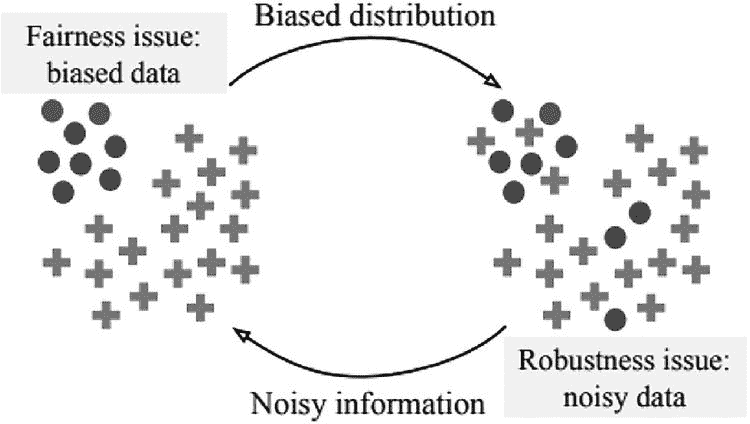 Biased distribution
Fairness issue:
biased data
Robustness issue:
noisy data
Noisy information